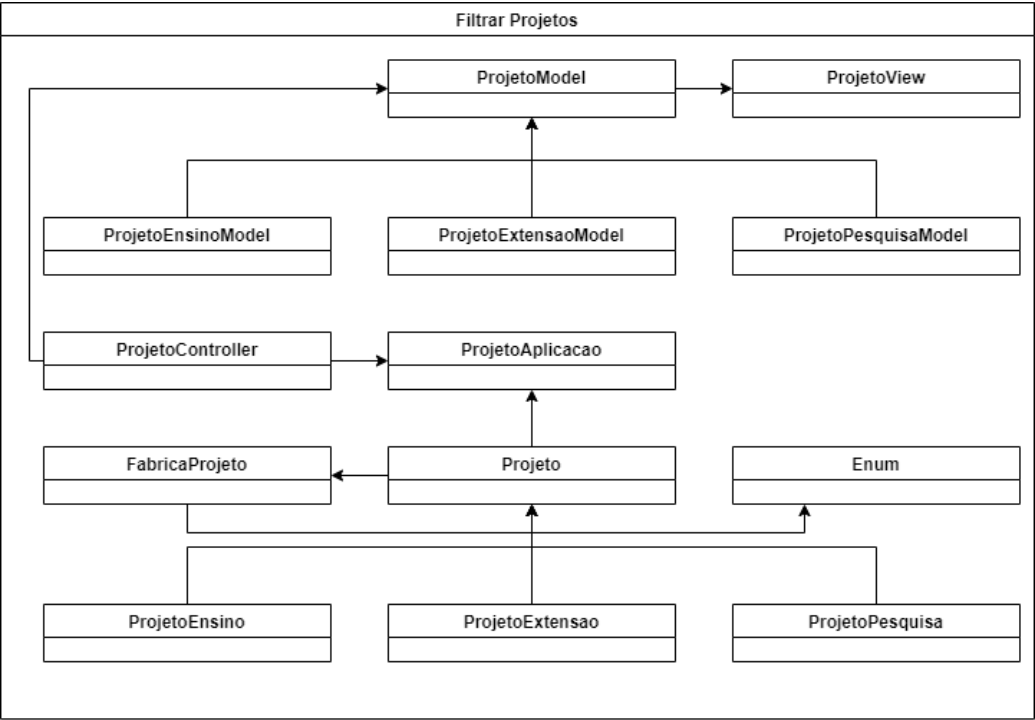 Filtrar Projetos
ProjetoModel
ProjetoView
ProjetoEnsinoModel
ProjetoExtensaoModel
ProjetoPesquisaModel
ProjetoController
ProjetoAplicacao
FabricaProjeto
Projeto
Enum
ProjetoEnsino
ProjetoExtensao
ProjetoPesquisa